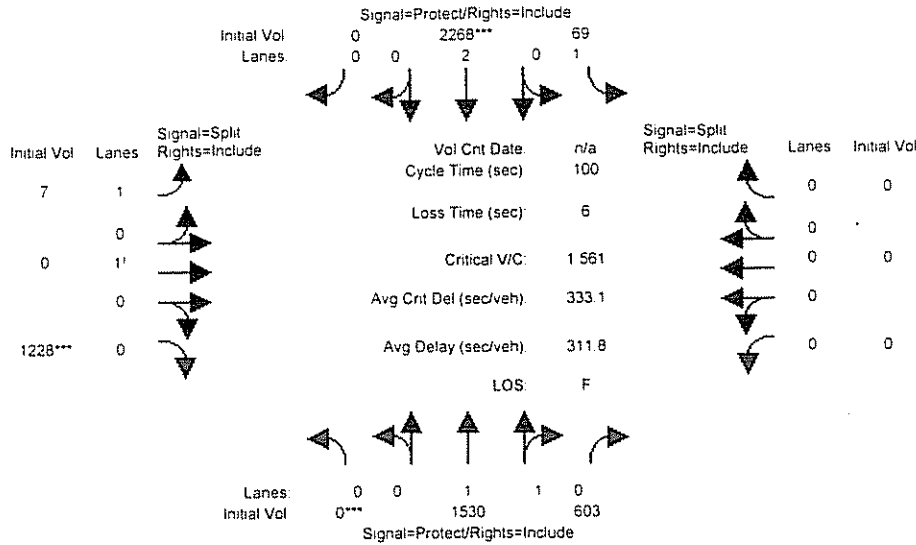 Signal=Protect/Rights=Include
Initial Vol 0 2268*** 69
Lanes: 0 0 2 0 1
Signal=Split
Initial Vol Lanes Rights=Include
Vol Cnt Date: n/a
Signal=Split
Rights=Include Lanes Initial Vol
7 1
Cycle Time (sec) 100
0 0
0
Loss Time (sec): 6
0
0 1!
Critical V/C: 1 561
0 0
0
Avg Crit Del (sec/veh): 333.1
0
1228*** 0
Avg Delay (sec/veh): 311.8
0 0
LOS: F
Lanes: 0 0 1 1 0
Initial Vol 0*** 1530 603
Signal=Protect/Rights=Include